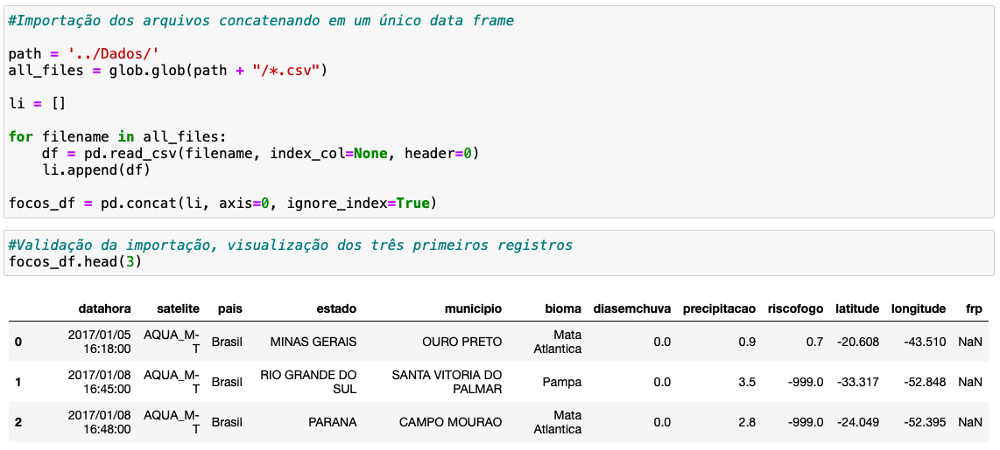 #Importação dos arquivos concatenando em um único data frame
path = '../Dados/'
all_files = glob.glob(path + "/*.csv")
li = []
for filename in all_files:
    df = pd.read_csv(filename, index_col=None, header=0)
    li.append(df)
focos_df = pd.concat(li, axis=0, ignore_index=True)
#Validação da importação, visualização dos três primeiros registros
focos_df.head(3)
datahora satelite pais estado municipio bioma diasemchuva precipitacao riscofogo latitude longitude frp
0 2017/01/05 16:18:00 AQUA_M-T Brasil MINAS GERAIS OURO PRETO Mata Atlantica 0.0 0.9 0.7 -20.608 -43.510 NaN
1 2017/01/08 16:45:00 AQUA_M-T Brasil RIO GRANDE DO SUL SANTA VITORIA DO PALMAR Pampa 0.0 3.5 -999.0 -33.317 -52.848 NaN
2 2017/01/08 16:48:00 AQUA_M-T Brasil PARANA CAMPO MOURAO Mata Atlantica 0.0 2.8 -999.0 -24.049 -52.395 NaN